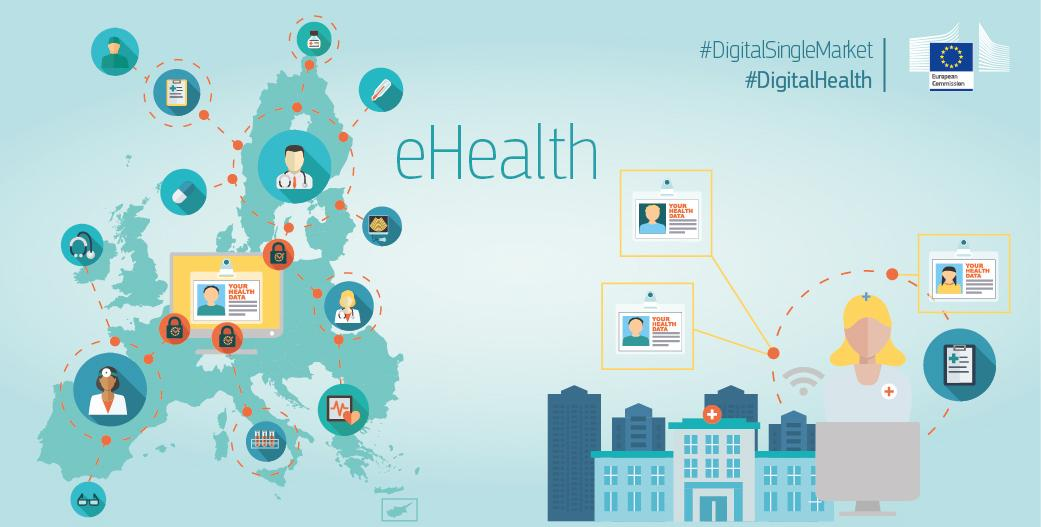 #DigitalSingleMarket
#DigitalHealth
European
Commission
eHealth
YOUR
HEALTH
DATA
YOUR
HEALTH
DATA
YOUR
HEALTH
DATA
YOUR
HEALTH
DATA